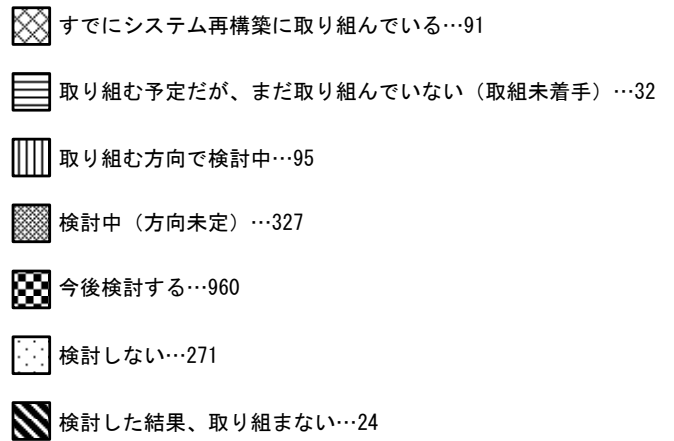 すでにシステム再構築に取り組んでいる…91
取り組む予定だが、まだ取り組んでいない（取組未着手）…32
取り組む方向で検討中…95
検討中（方向未定）…327
今後検討する…960
検討しない…271
検討した結果、取り組まない…24